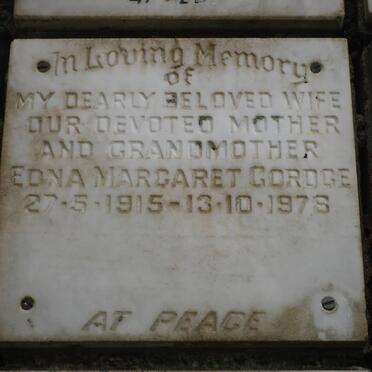 In Loving Memory
of
MY DEARLY BELOVED WIFE
OUR DEVOTED MOTHER
AND GRANDMOTHER
EDNA MARGARET GORDGE
27·5·1915-13·10·1978
AT PEACE